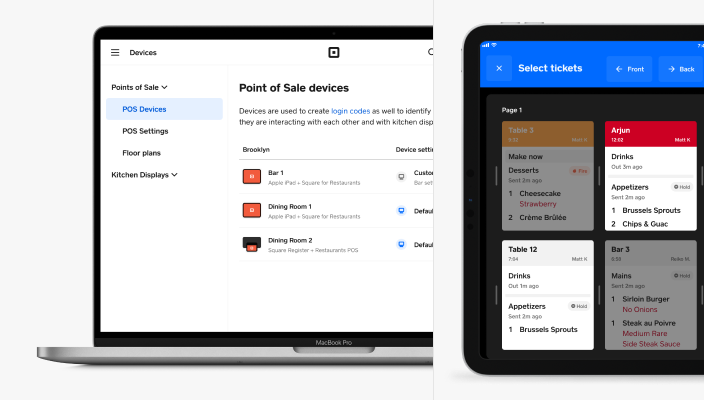 Devices
Points of Sale
POS Devices
POS Settings
Floor plans
Kitchen Displays
Point of Sale devices
Devices are used to create login codes as well to identify
they are interacting with each other and with kitchen disp
Brooklyn
Device setti
Bar 1
Apple iPad + Square for Restaurants
Custo
Bar set
Dining Room 1
Apple iPad + Square for Restaurants
Defaul
Dining Room 2
Square Register + Restaurants POS
Defaul
MacBook Pro
Select tickets
Front
Back
Page 1
Table 3
Matt K
Make now
Desserts
Fire
Sent 2m ago
1 Cheesecake
Strawberry
2 Crème Brûlée
Arjun
12:02 Matt K
Drinks
Out 3m ago
Appetizers
Hold
Sent 2m ago
1 Brussels Sprouts
2 Chips & Guac
Table 12
7:04 Matt K
Drinks
Out 1m ago
Appetizers
Hold
Sent 2m ago
1 Brussels Sprouts
Bar 3
Mains
Hold
Sent 2m ago
1 Sirloin Burger
No Onions
1 Steak au Poivre
Medium Rare
Side Steak Sauce